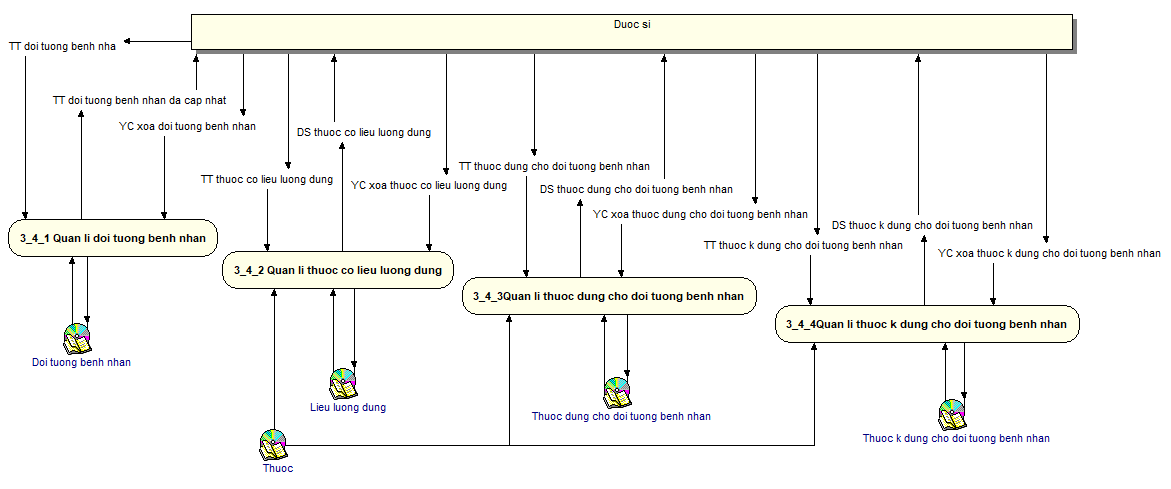 Duoc si
TT doi tuong benh nha
TT doi tuong benh nhan da cap nhat
YC xoa doi tuong benh nhan
DS thuoc co lieu luong dung
TT thuoc co lieu luong dung
YC xoa thuoc co lieu luong dung
TT thuoc dung cho doi tuong benh nhan
DS thuoc dung cho doi tuong benh nhan
YC xoa thuoc dung cho doi tuong benh nhan
DS thuoc k dung cho doi tuong benh nhan
TT thuoc k dung cho doi tuong benh nhan
YC xoa thuoc k dung cho doi tuong benh nhan
3_4_1 Quan li doi tuong benh nhan
3_4_2 Quan li thuoc co lieu luong dung
3_4_3Quan li thuoc dung cho doi tuong benh nhan
3_4_4Quan li thuoc k dung cho doi tuong benh nhan
Doi tuong benh nhan
Lieu luong dung
Thuoc dung cho doi tuong benh nhan
Thuoc k dung cho doi tuong benh nhan
Thuoc